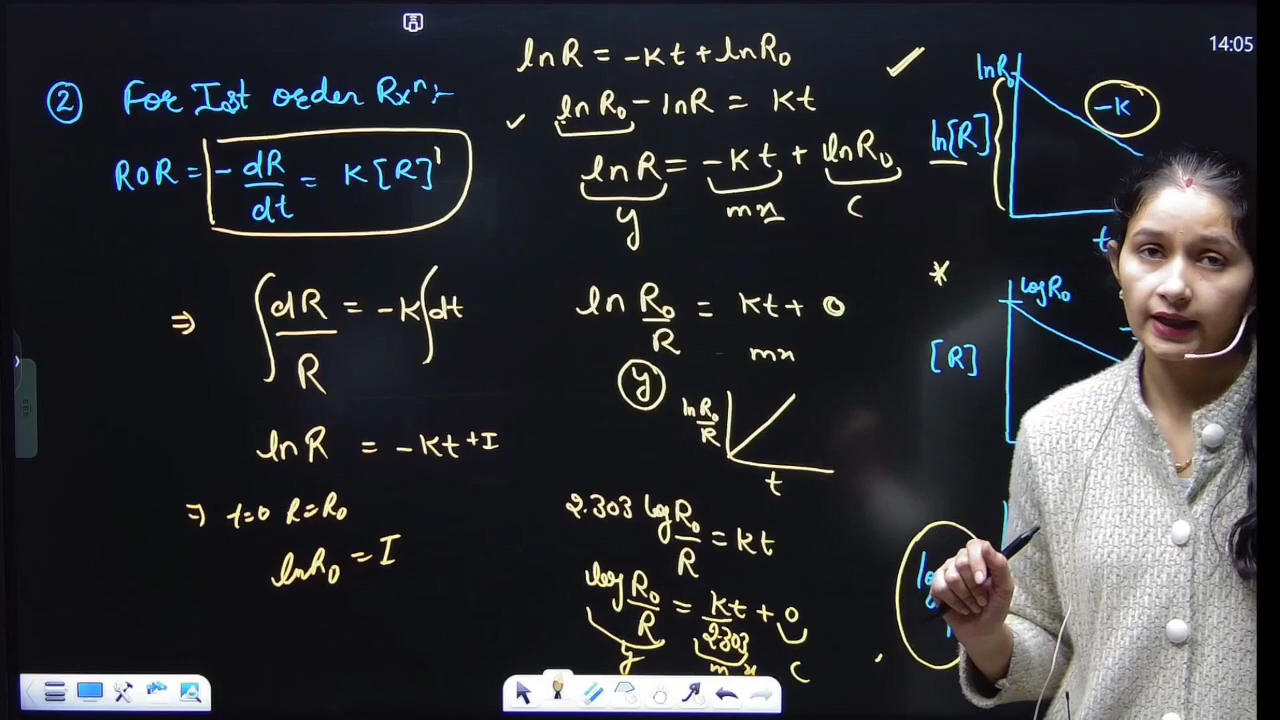 14:05
② For Ist order Rxⁿ:-
ROR = -dR/dt = K[R]¹
⇒ ∫dR/R = -K∫dt
lnR = -Kt + I
⇒ t=0 R=R₀
lnR₀ = I
lnR = -Kt + lnR₀
lnR₀ - lnR = Kt
lnR = -Kt + lnR₀
y mx c
ln R₀/R = Kt + 0
y mx
ln R₀/R
t
2.303 log R₀/R = Kt
log R₀/R = Kt/2.303 + 0
y m x c
lnR₀
ln[R]
-K
t
*
logR₀
[R]